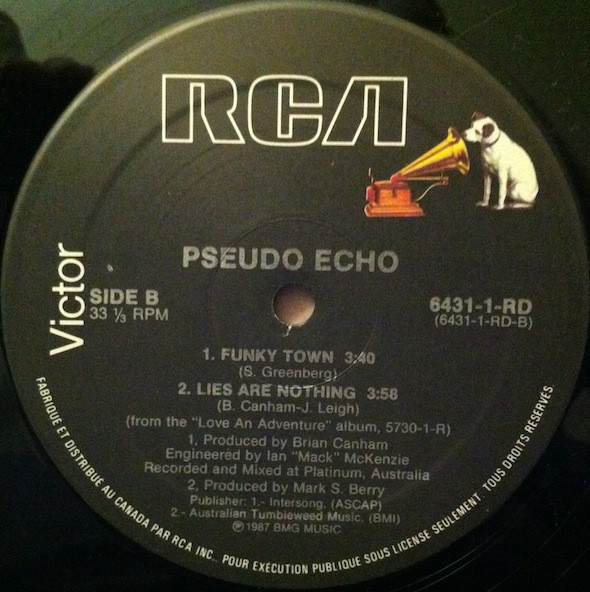 RCA
Victor
PSEUDO ECHO
SIDE B
33 ⅓ RPM
6431-1-RD
(6431-1-RD-B)
1. FUNKY TOWN 3:40
(S. Greenberg)
2. LIES ARE NOTHING 3:58
(B. Canham-J. Leigh)
(from the "Love An Adventure" album, 5730-1-R)
1, Produced by Brian Canham
Engineered by Ian "Mack" McKenzie
Recorded and Mixed at Platinum, Australia
2, Produced by Mark S. Berry
Publisher: 1.- Intersong. (ASCAP)
2.- Australian Tumbleweed Music. (BMI)
℗1987 BMG MUSIC
FABRIQUE ET DISTRIBUE AU CANADA PAR RCA INC., POUR EXECUTION PUBLIQUE SOUS LICENSE SEULEMENT. TOUS DROITS RESERVES